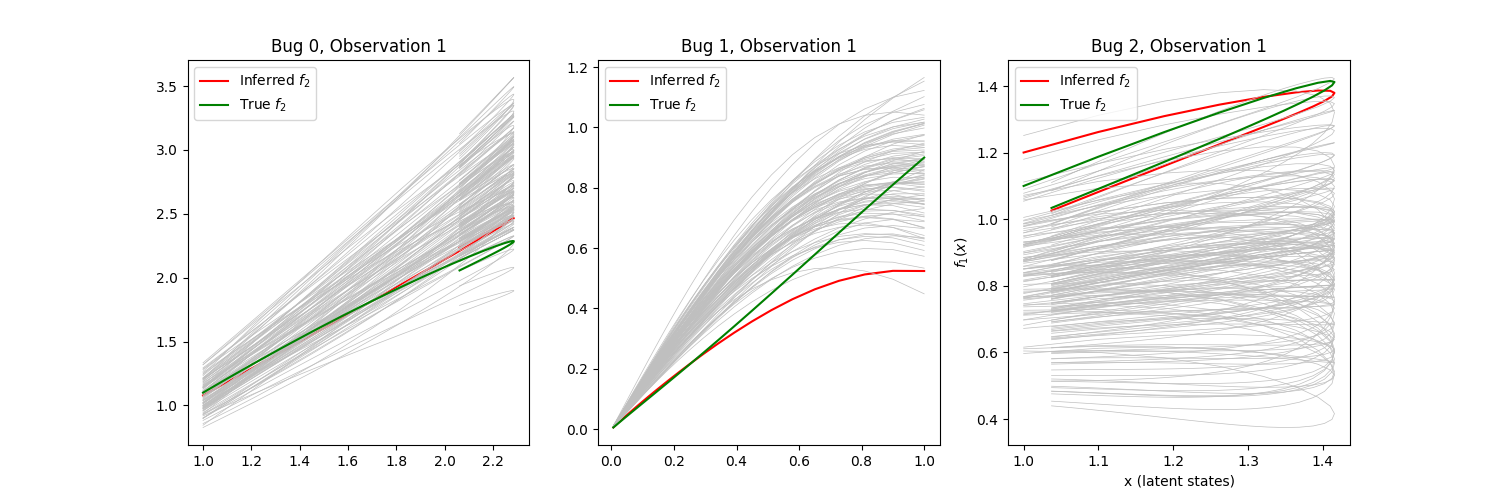 Bug 0, Observation 1
Inferred f₂
True f₂
3.5
3.0
2.5
2.0
1.5
1.0
1.0 1.2 1.4 1.6 1.8 2.0 2.2
Bug 1, Observation 1
Inferred f₂
True f₂
1.2
1.0
0.8
0.6
0.4
0.2
0.0
0.0 0.2 0.4 0.6 0.8 1.0
Bug 2, Observation 1
Inferred f₂
True f₂
f₁(x)
1.4
1.2
1.0
0.8
0.6
0.4
1.0 1.1 1.2 1.3 1.4
x (latent states)